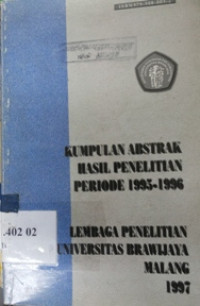 KUMPULAN ABSTRAK
HASIL PENELITIAN
PERIODE 1995-1996
.402 02
LEMBAGA PENELITIAN
UNIVERSITAS BRAWIJAYA
MALANG
1997